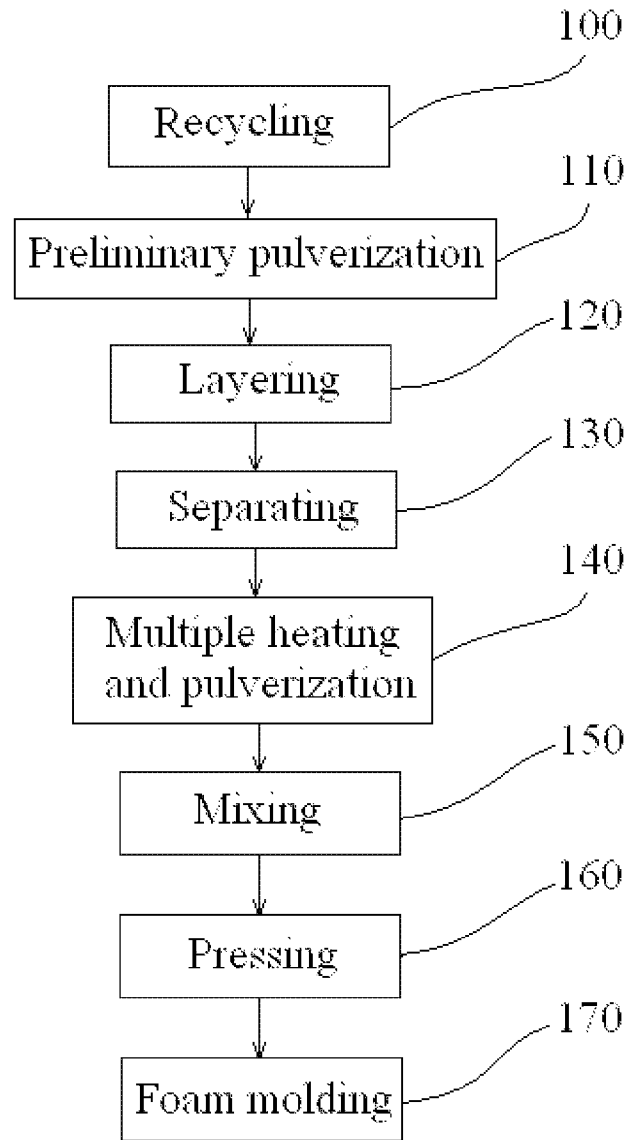 100
Recycling
110
Preliminary pulverization
120
Layering
130
Separating
140
Multiple heating
and pulverization
150
Mixing
160
Pressing
170
Foam molding